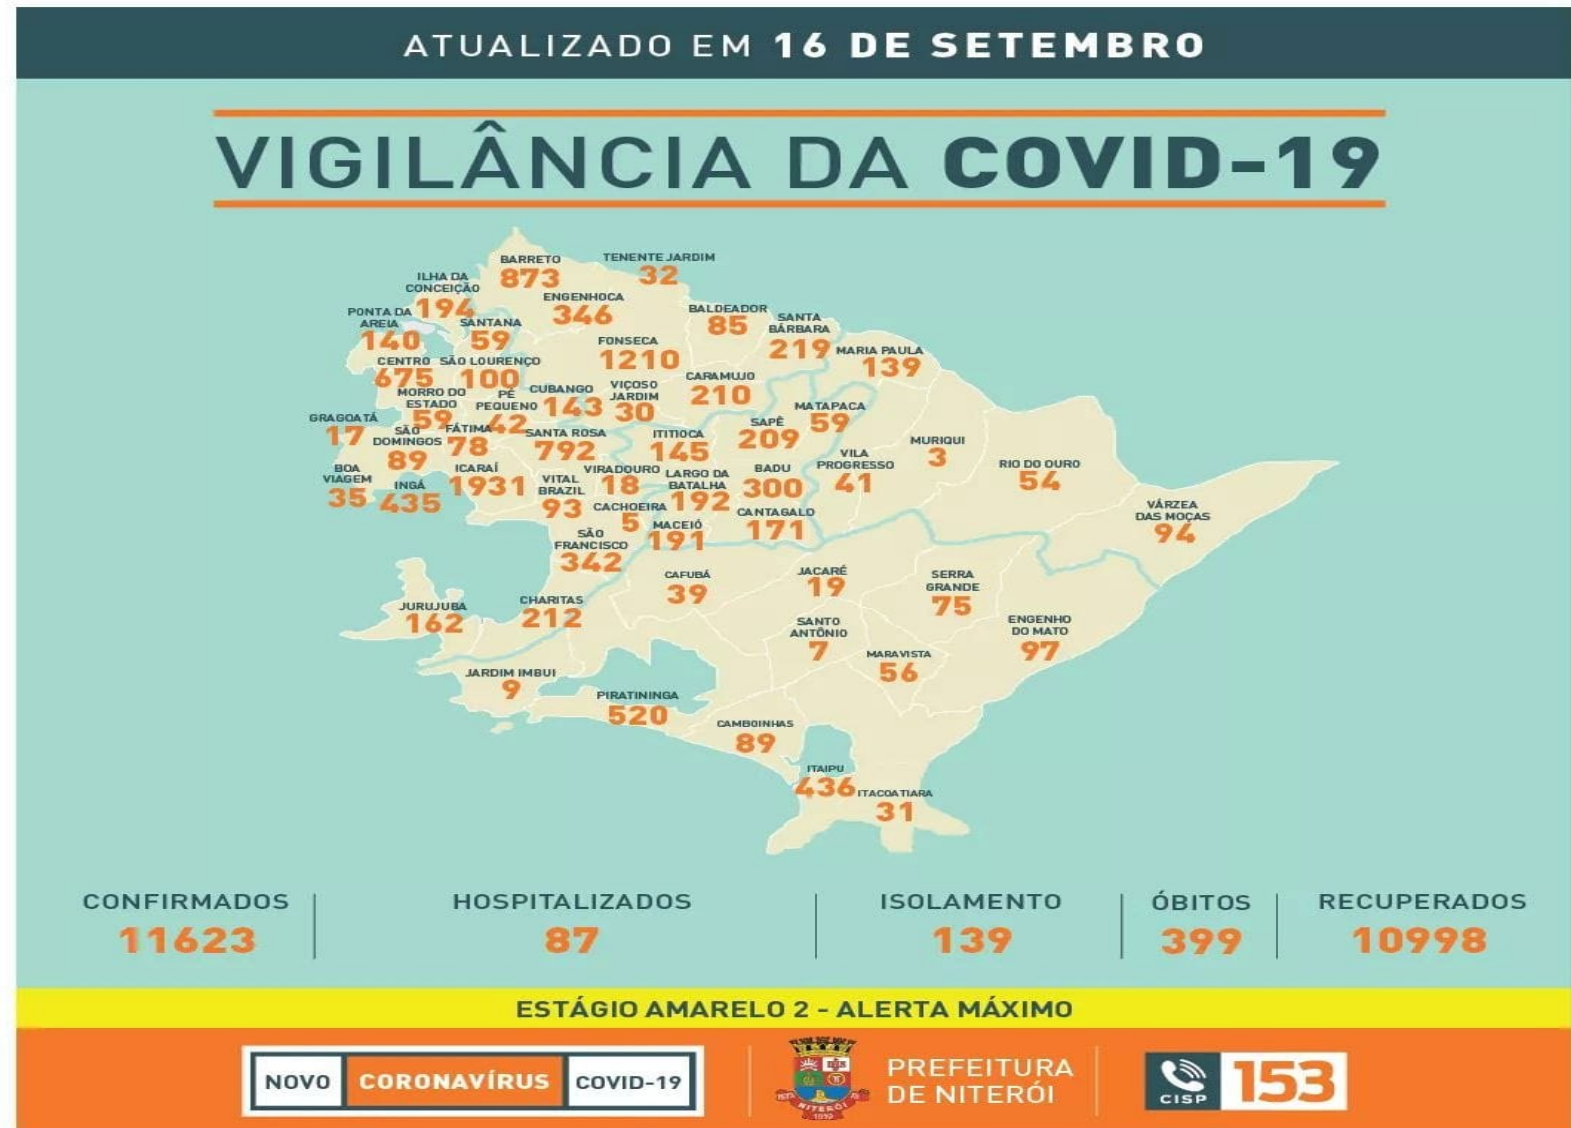 ATUALIZADO EM 16 DE SETEMBRO
VIGILÂNCIA DA COVID-19
BARRETO
873
TENENTE JARDIM
32
ILHA DA
CONCEIÇÃO
194
ENGENHOCA
346
PONTA DA
AREIA
140
SANTANA
59
BALDEADOR
85
SANTA
BÁRBARA
219
FONSECA
1210
MARIA PAULA
139
CENTRO
675
SÃO LOURENÇO
100
CARAMUJO
210
MORRO DO
ESTADO
59
PÉ
PEQUENO
42
CUBANGO
143
VIÇOSO
JARDIM
30
MATAPACA
59
GRAGOATÁ
17
SÃO
DOMINGOS
89
FÁTIMA
78
SANTA ROSA
792
ITITIOCA
145
SAPÊ
209
MURIQUI
3
RIO DO OURO
54
BOA
VIAGEM
35
INGÁ
435
ICARAÍ
1931
VITAL
BRAZIL
93
VIRADOURO
18
LARGO DA
BATALHA
192
BADU
300
VILA
PROGRESSO
41
VÁRZEA
DAS MOÇAS
94
CACHOEIRA
5
MACEIÓ
191
CANTAGALO
171
SÃO
FRANCISCO
342
CAFUBÁ
39
JACARÉ
19
SERRA
GRANDE
75
JURUJUBA
162
CHARITAS
212
SANTO
ANTÔNIO
7
ENGENHO
DO MATO
97
MARAVISTA
56
JARDIM IMBUI
9
PIRATININGA
520
CAMBOINHAS
89
ITAIPU
436
ITACOATIARA
31
CONFIRMADOS
11623
HOSPITALIZADOS
87
ISOLAMENTO
139
ÓBITOS
399
RECUPERADOS
10998
ESTÁGIO AMARELO 2 - ALERTA MÁXIMO
NOVO CORONAVÍRUS COVID-19
NITERÓI
PREFEITURA
DE NITERÓI
CISP
153